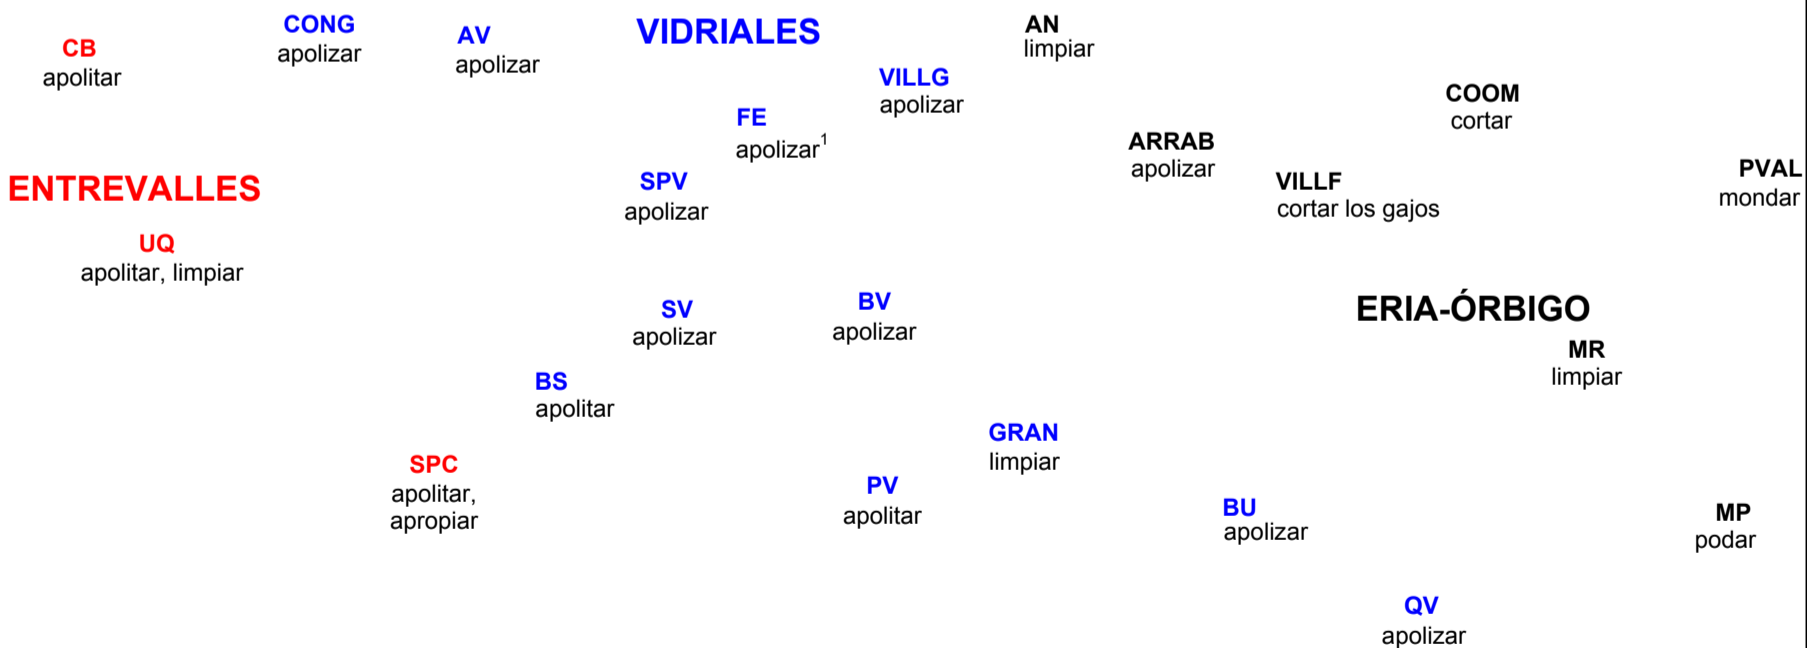 CB
apolitar
CONG
apolizar
AV
apolizar
VIDRIALES
AN
limpiar
VILLG
apolizar
FE
apolizar¹
COOM
cortar
ARRAB
apolizar
PVAL
mondar
ENTREVALLES
SPV
apolizar
VILLF
cortar los gajos
UQ
apolitar, limpiar
SV
apolizar
BV
apolizar
ERIA-ÓRBIGO
MR
limpiar
BS
apolitar
GRAN
limpiar
SPC
apolitar,
apropiar
PV
apolitar
BU
apolizar
MP
podar
QV
apolizar